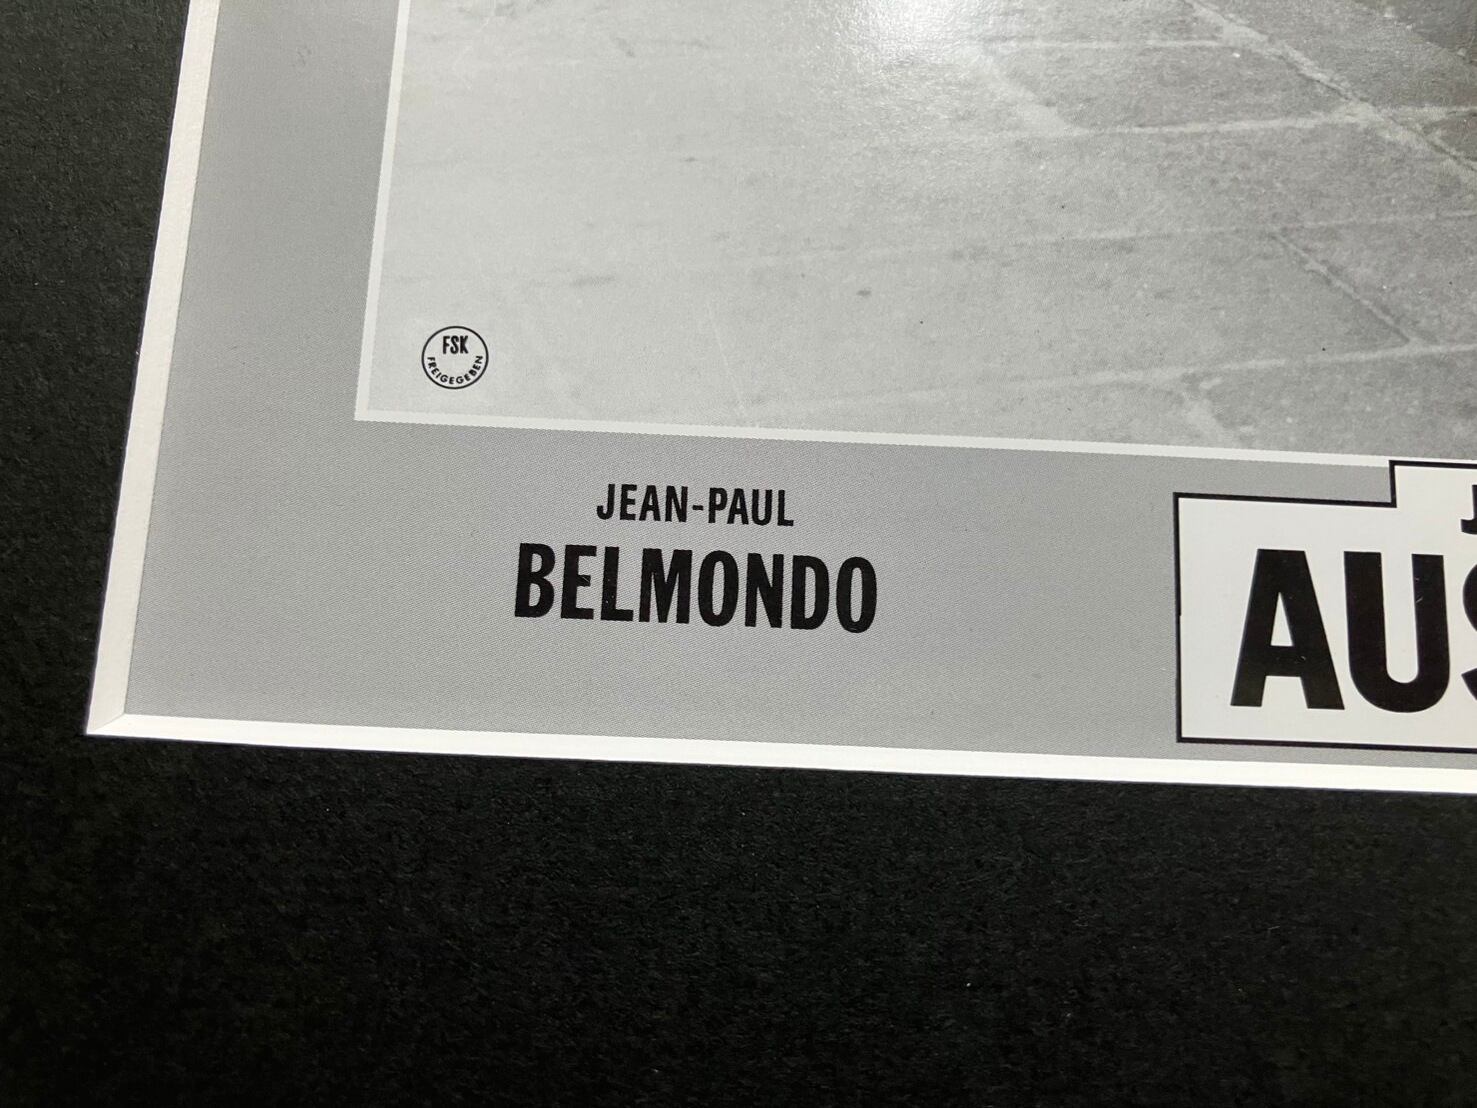 FSK
FREIGEGEBEN
JEAN-PAUL
BELMONDO
J
AUS